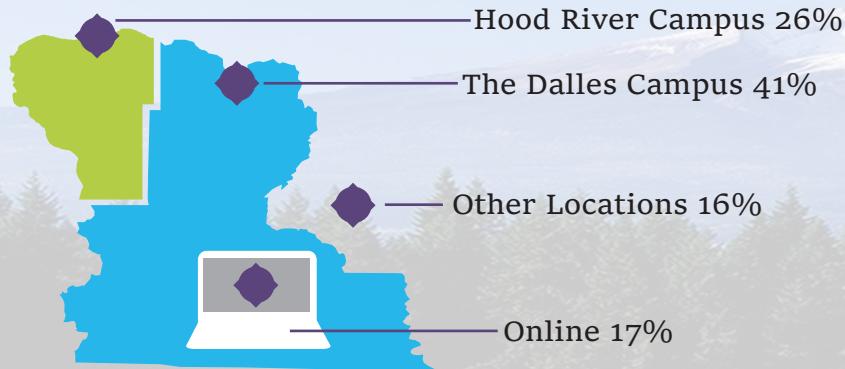 Hood River Campus 26%
The Dalles Campus 41%
Other Locations 16%
Online 17%